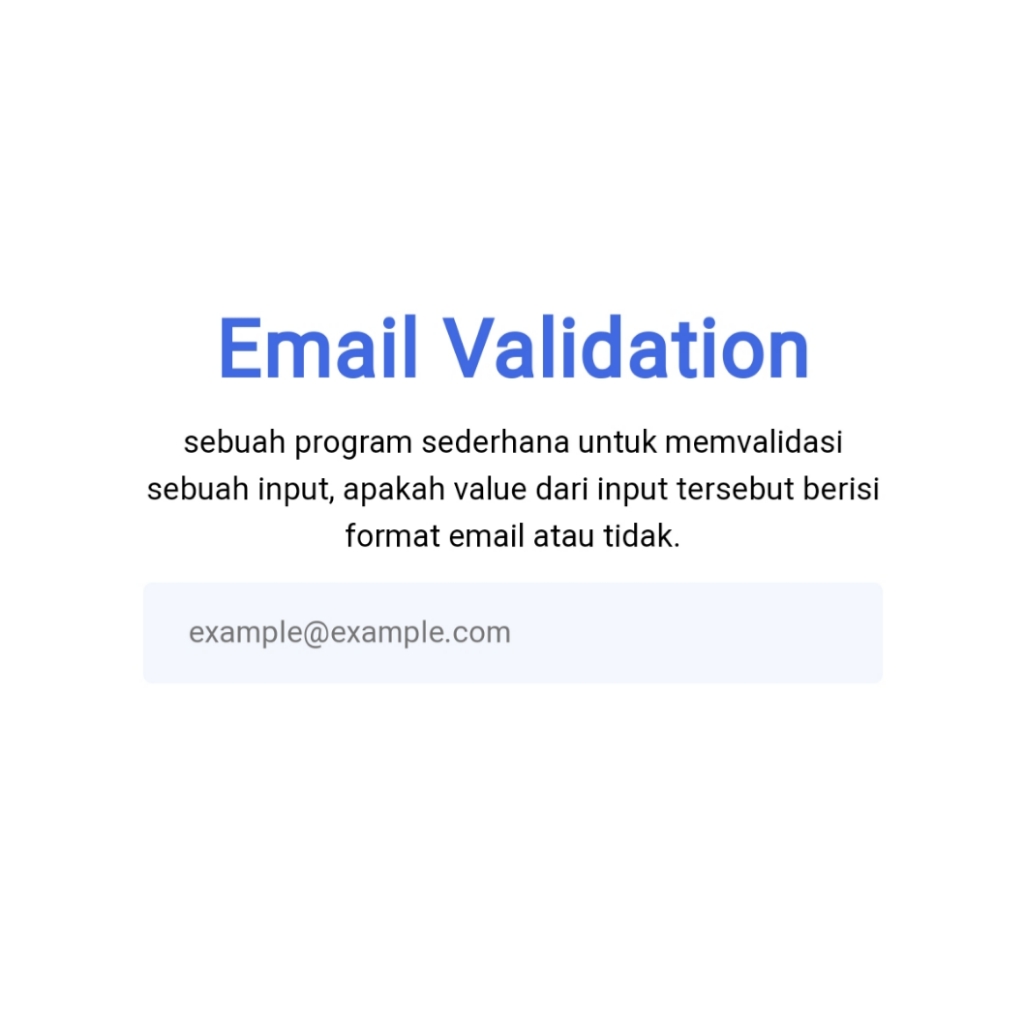 Email Validation
sebuah program sederhana untuk memvalidasi
sebuah input, apakah value dari input tersebut berisi
format email atau tidak.
example@example.com